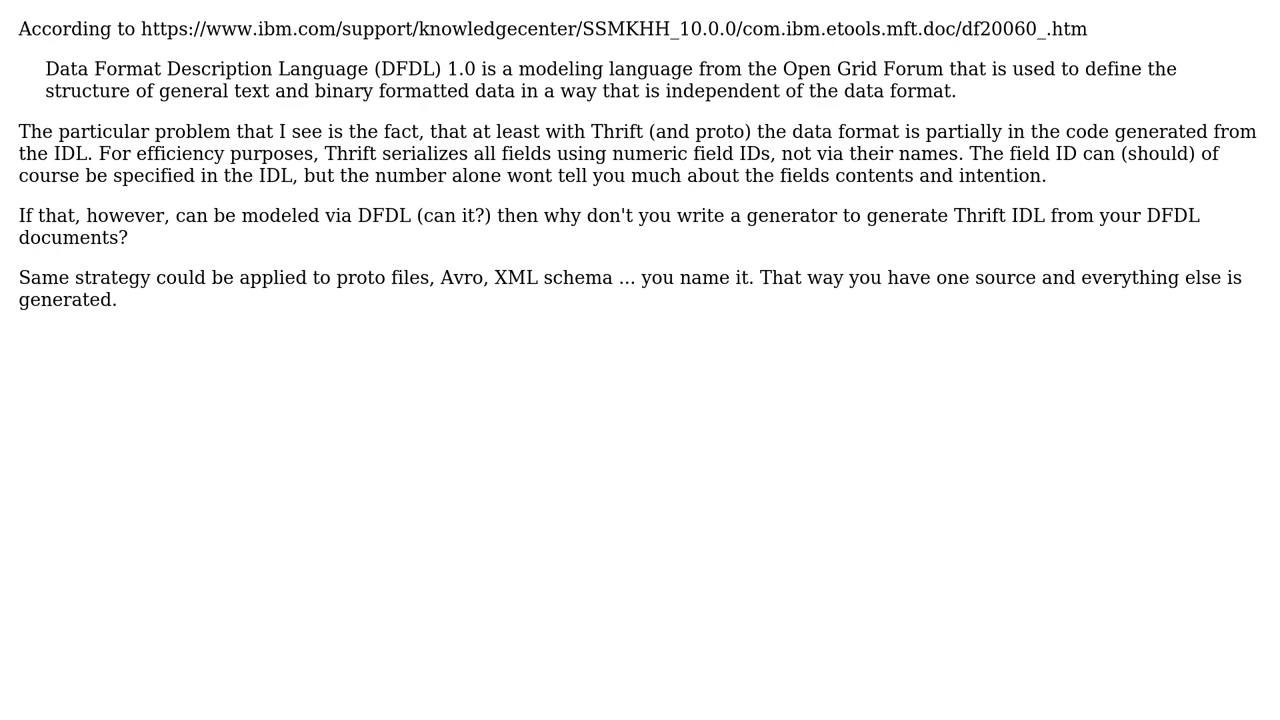 According to https://www.ibm.com/support/knowledgecenter/SSMKHH_10.0.0/com.ibm.etools.mft.doc/df20060_.htm
Data Format Description Language (DFDL) 1.0 is a modeling language from the Open Grid Forum that is used to define the
structure of general text and binary formatted data in a way that is independent of the data format.
The particular problem that I see is the fact, that at least with Thrift (and proto) the data format is partially in the code generated from
the IDL. For efficiency purposes, Thrift serializes all fields using numeric field IDs, not via their names. The field ID can (should) of
course be specified in the IDL, but the number alone wont tell you much about the fields contents and intention.
If that, however, can be modeled via DFDL (can it?) then why don't you write a generator to generate Thrift IDL from your DFDL
documents?
Same strategy could be applied to proto files, Avro, XML schema ... you name it. That way you have one source and everything else is
generated.